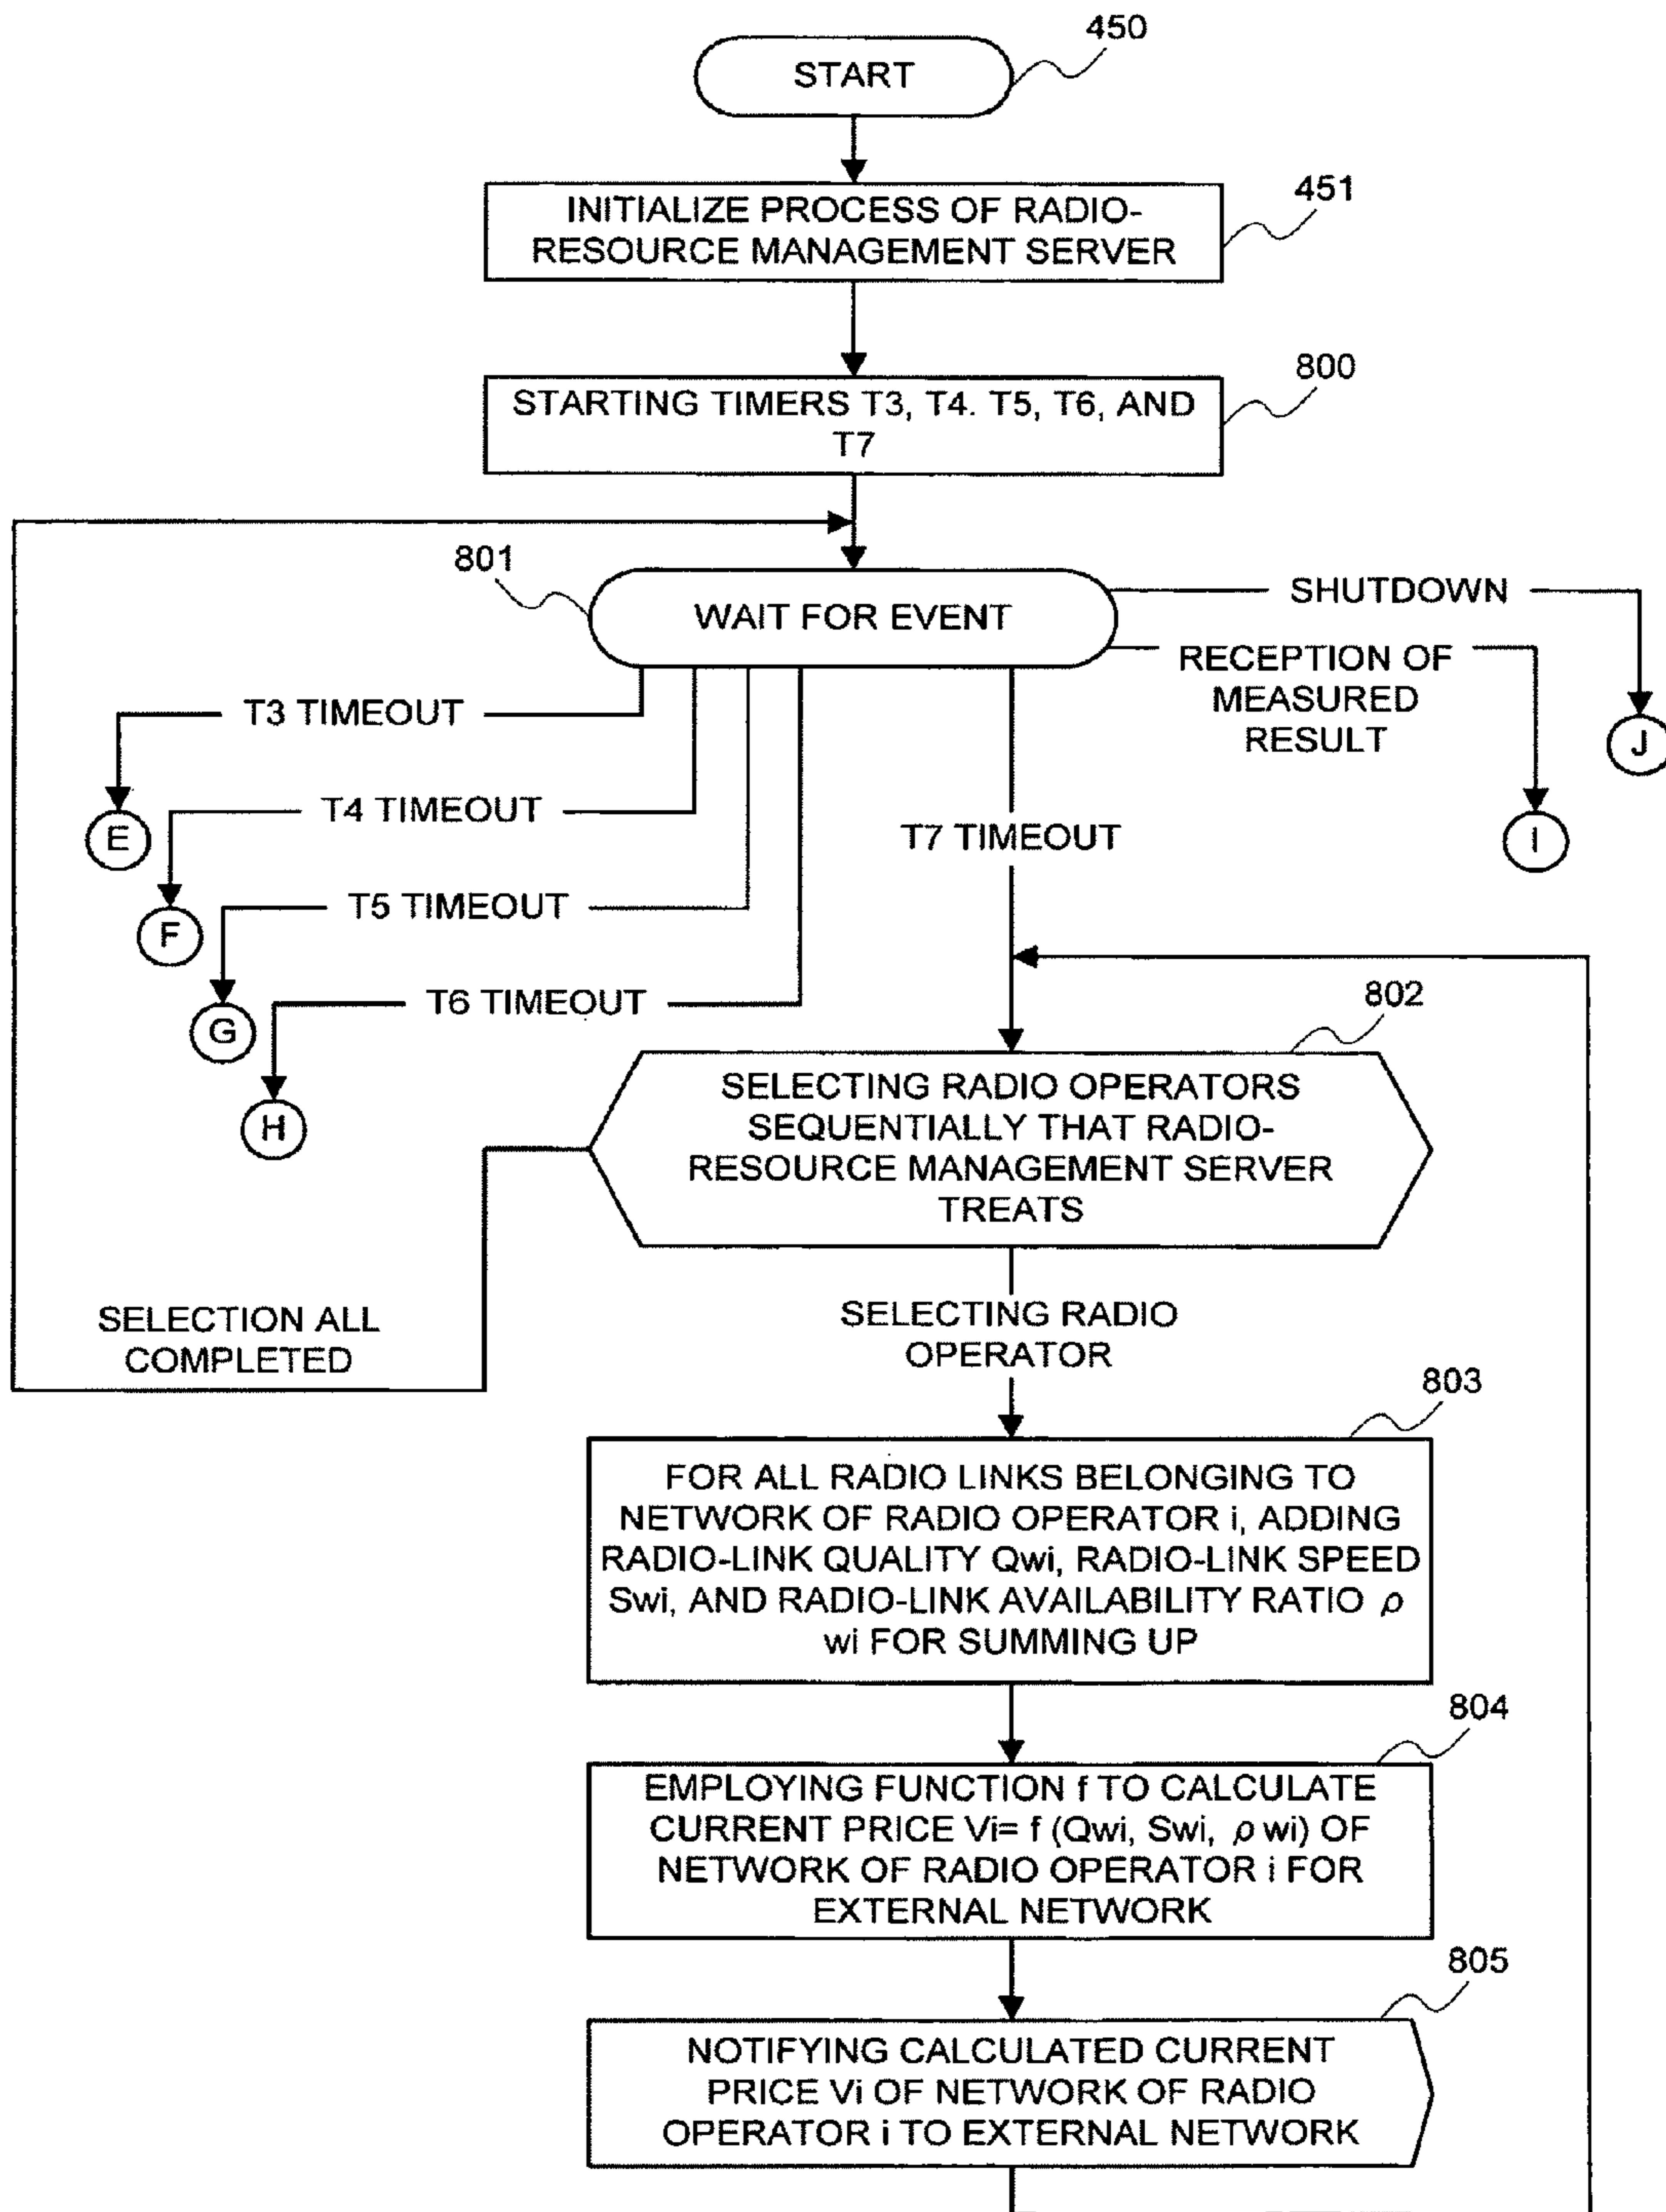 450
START
451
INITIALIZE PROCESS OF RADIO-
RESOURCE MANAGEMENT SERVER
800
STARTING TIMERS T3, T4. T5, T6, AND
T7
801
WAIT FOR EVENT
SHUTDOWN
RECEPTION OF
MEASURED
RESULT
J
I
T3 TIMEOUT
E
T4 TIMEOUT
F
T5 TIMEOUT
G
T6 TIMEOUT
H
T7 TIMEOUT
802
SELECTING RADIO OPERATORS
SEQUENTIALLY THAT RADIO-
RESOURCE MANAGEMENT SERVER
TREATS
SELECTION ALL
COMPLETED
SELECTING RADIO
OPERATOR
803
FOR ALL RADIO LINKS BELONGING TO
NETWORK OF RADIO OPERATOR i, ADDING
RADIO-LINK QUALITY Qwi, RADIO-LINK SPEED
Swi, AND RADIO-LINK AVAILABILITY RATIO ρ
wi FOR SUMMING UP
804
EMPLOYING FUNCTION f TO CALCULATE
CURRENT PRICE Vi= f (Qwi, Swi, ρ wi) OF
NETWORK OF RADIO OPERATOR i FOR
EXTERNAL NETWORK
805
NOTIFYING CALCULATED CURRENT
PRICE Vi OF NETWORK OF RADIO
OPERATOR i TO EXTERNAL NETWORK